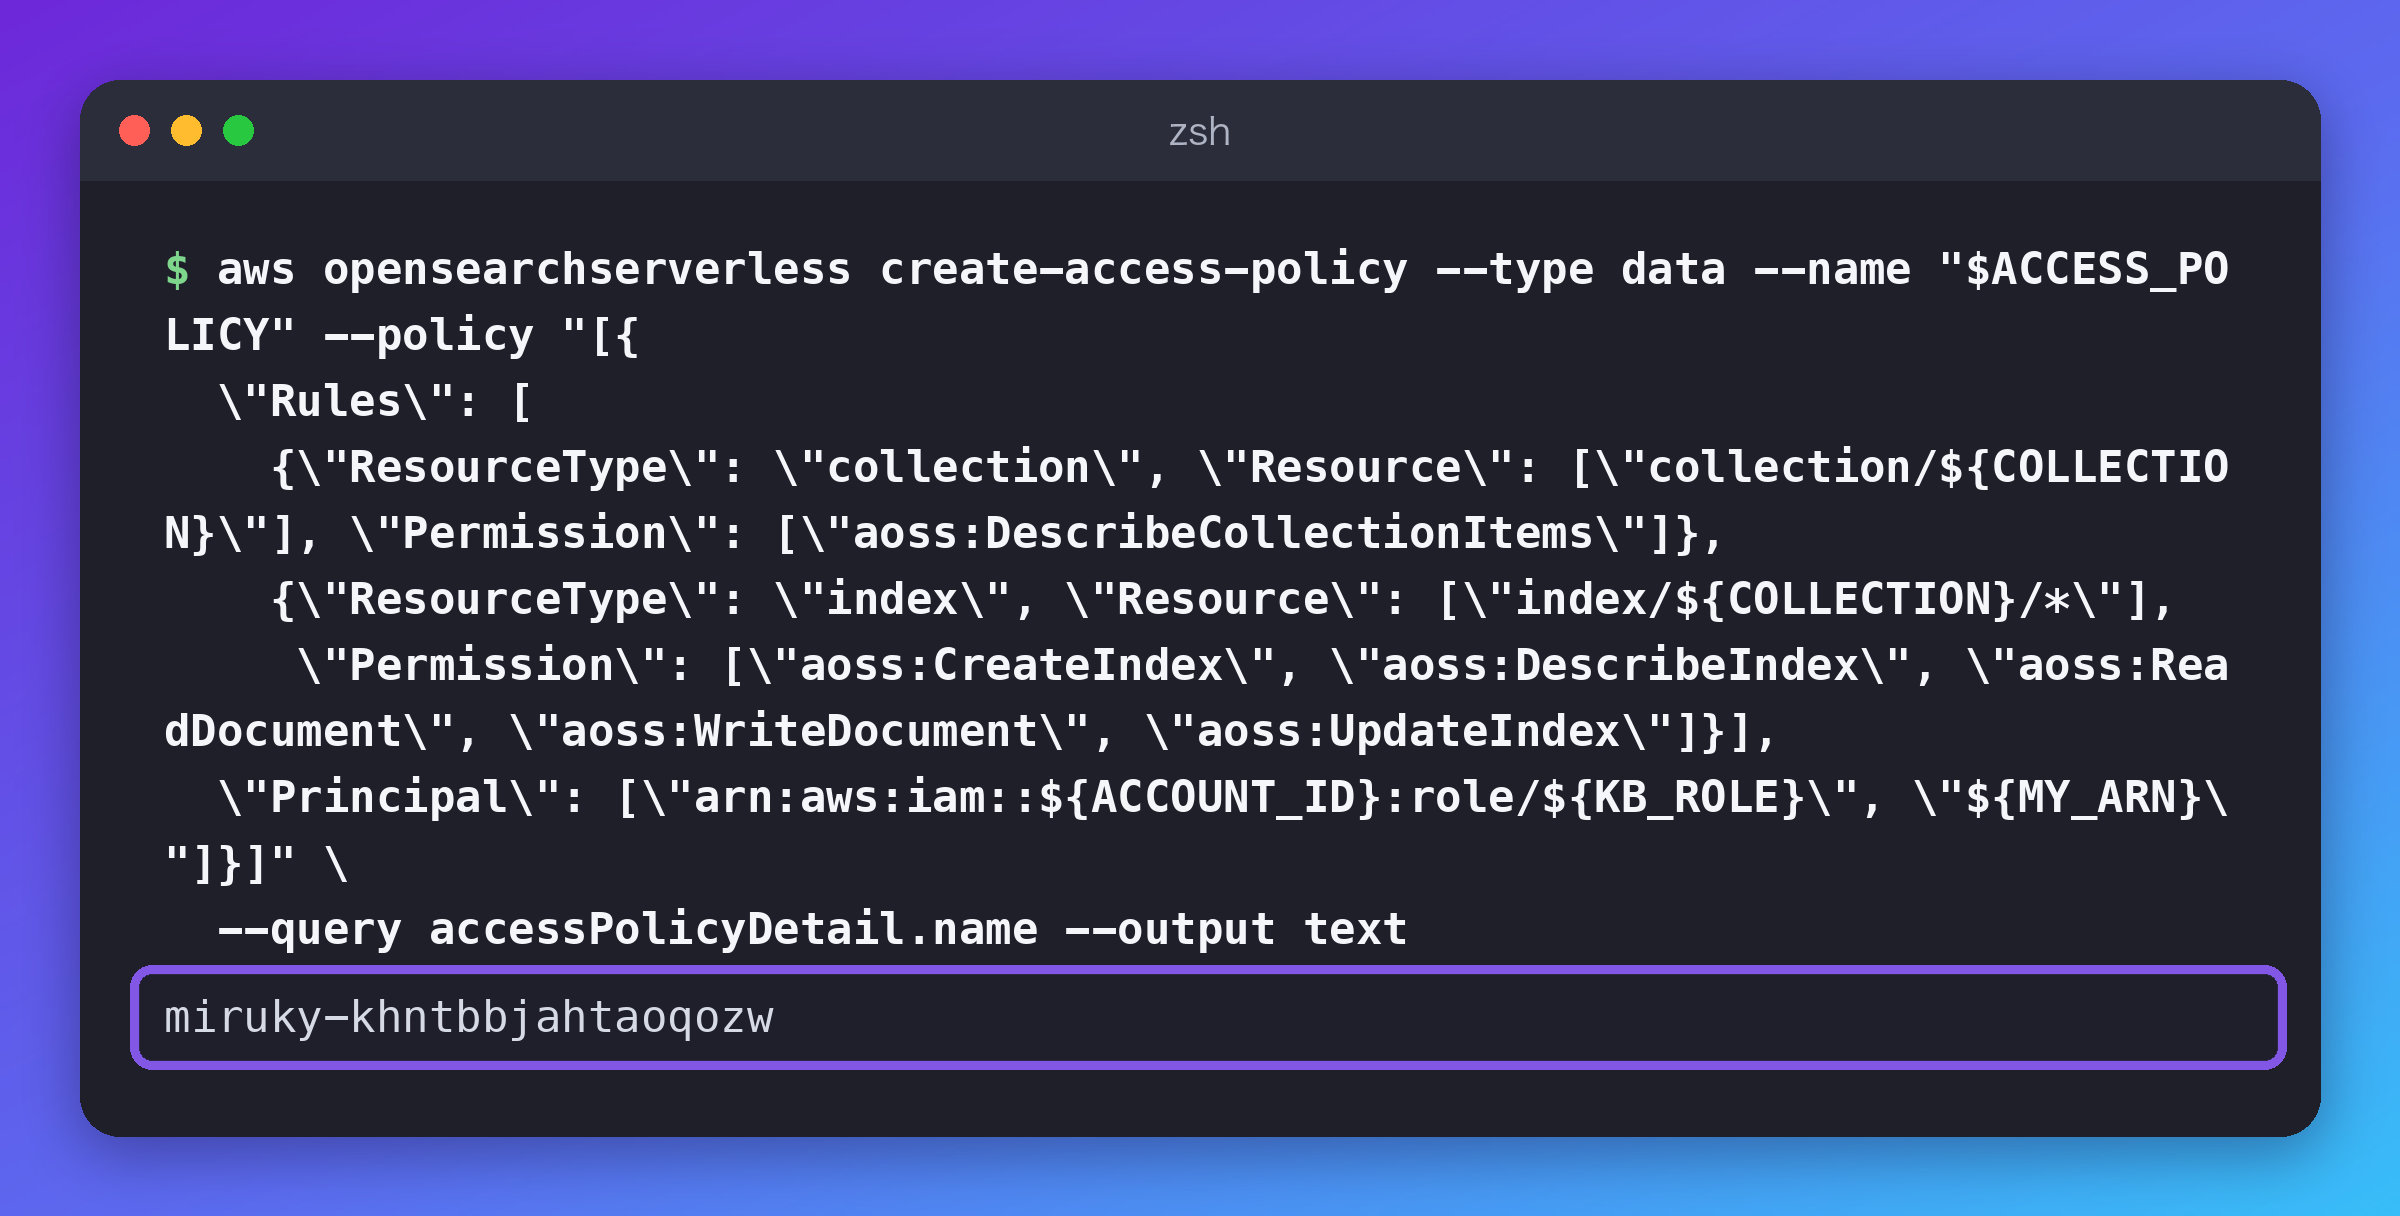 zsh
$ aws opensearchserverless create-access-policy --type data --name "$ACCESS_PO
LICY" --policy "[{
  \"Rules\": [
    {\"ResourceType\": \"collection\", \"Resource\": [\"collection/${COLLECTIO
N}\"], \"Permission\": [\"aoss:DescribeCollectionItems\"]},
    {\"ResourceType\": \"index\", \"Resource\": [\"index/${COLLECTION}/*\"],
     \"Permission\": [\"aoss:CreateIndex\", \"aoss:DescribeIndex\", \"aoss:Rea
dDocument\", \"aoss:WriteDocument\", \"aoss:UpdateIndex\"]}],
  \"Principal\": [\"arn:aws:iam::${ACCOUNT_ID}:role/${KB_ROLE}\", \"${MY_ARN}\
"]}]" \
  --query accessPolicyDetail.name --output text
miruky-khntbbjahtaoqozw